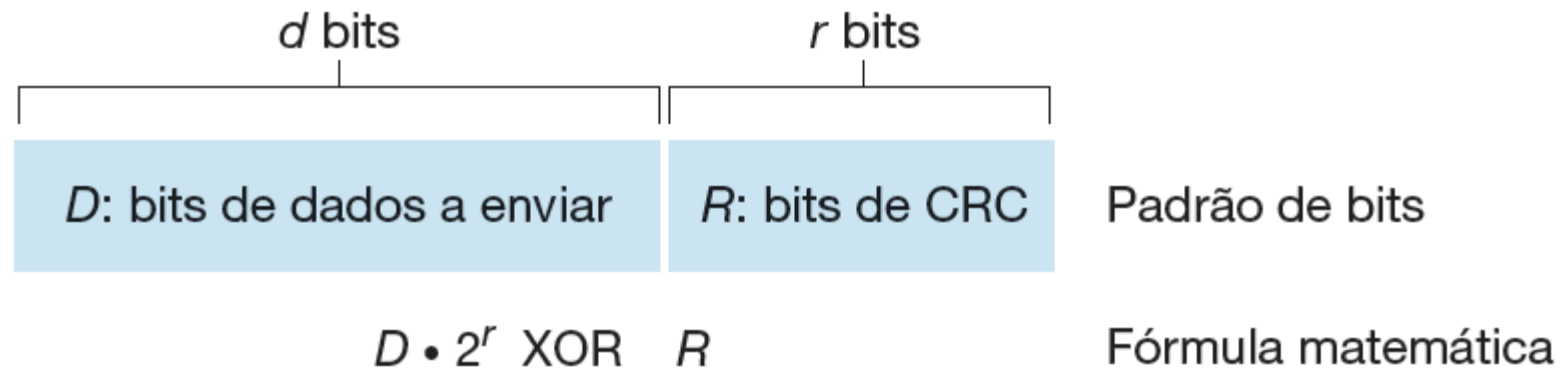 d bits r bits
D: bits de dados a enviar R: bits de CRC Padrão de bits
D • 2^r XOR R Fórmula matemática